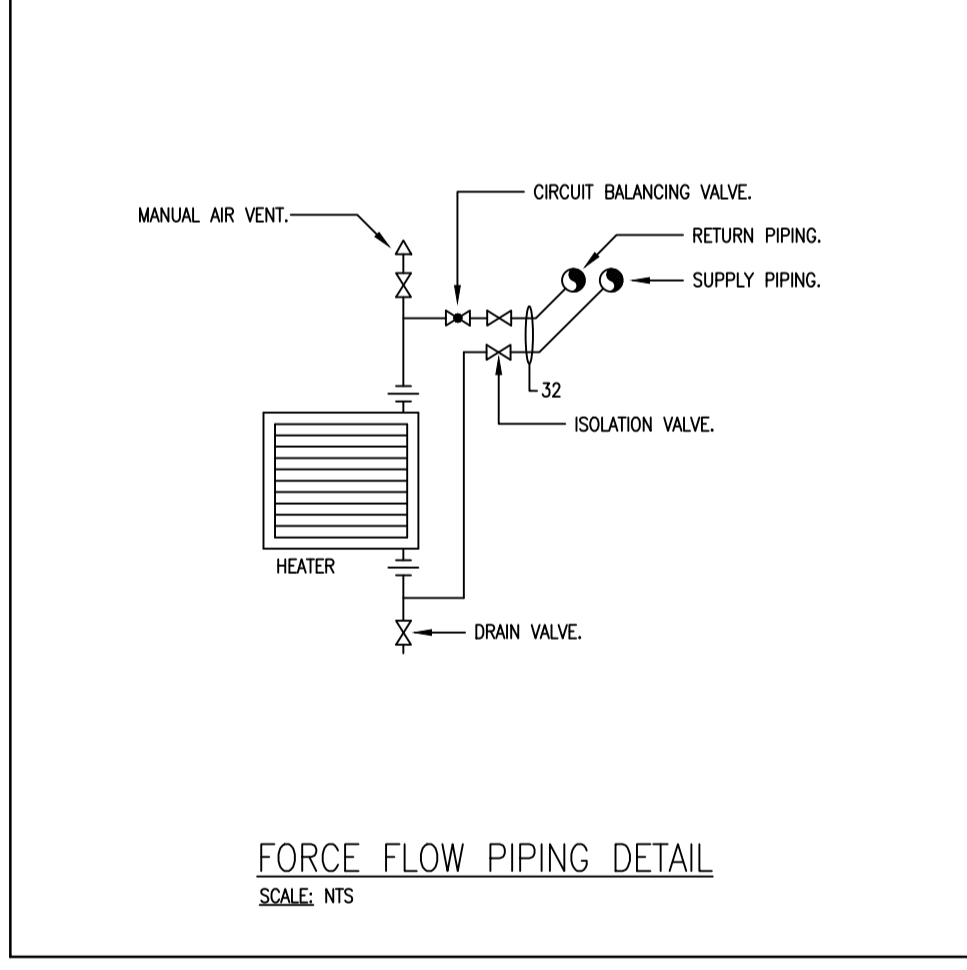 CIRCUIT BALANCING VALVE.
MANUAL AIR VENT.
RETURN PIPING.
SUPPLY PIPING.
32
ISOLATION VALVE.
HEATER
DRAIN VALVE.
FORCE FLOW PIPING DETAIL
SCALE: NTS